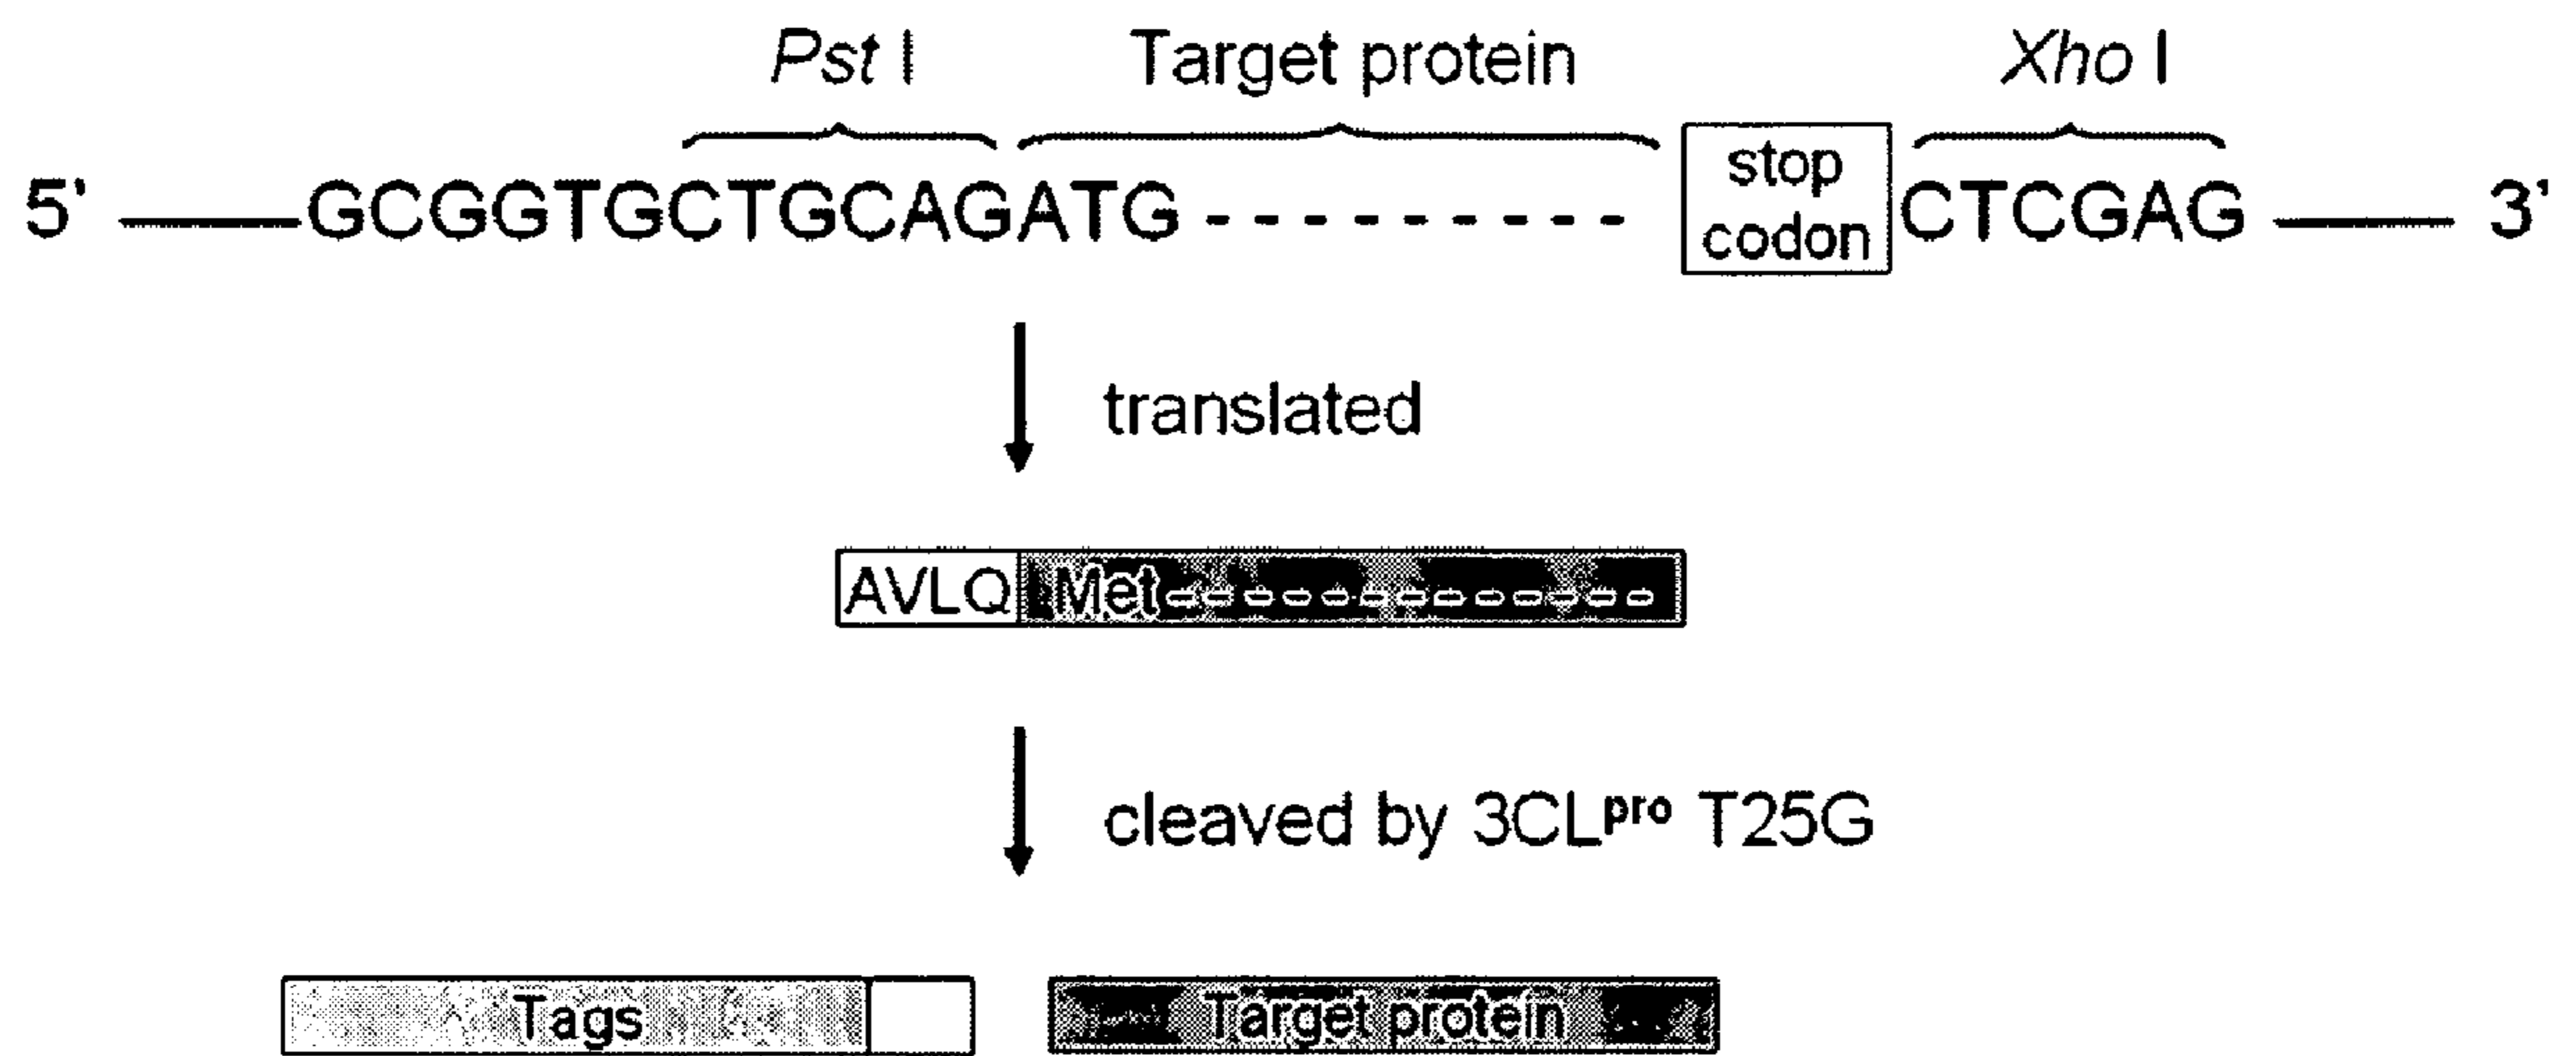 Pst I Target protein Xho I
5' GCGGTGCTGCAGATG - - - - - - - - - stop codon CTCGAG 3'
translated
AVLQ Met - - - - - - - - - - - - -
cleaved by 3CLpro T25G
Tags Target protein